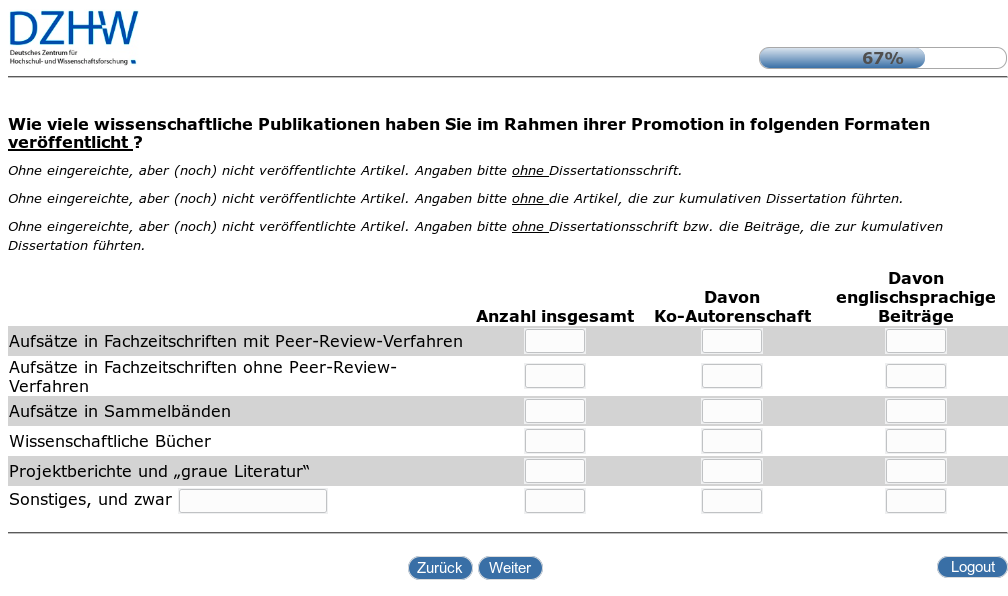 DZHW
Deutsches Zentrum für
Hochschul- und Wissenschaftsforschung
67%
Wie viele wissenschaftliche Publikationen haben Sie im Rahmen ihrer Promotion in folgenden Formaten
veröffentlicht ?
Ohne eingereichte, aber (noch) nicht veröffentlichte Artikel. Angaben bitte ohne Dissertationsschrift.
Ohne eingereichte, aber (noch) nicht veröffentlichte Artikel. Angaben bitte ohne die Artikel, die zur kumulativen Dissertation führten.
Ohne eingereichte, aber (noch) nicht veröffentlichte Artikel. Angaben bitte ohne Dissertationsschrift bzw. die Beiträge, die zur kumulativen
Dissertation führten.
Anzahl insgesamt
Davon
Ko-Autorenschaft
Davon
englischsprachige
Beiträge
Aufsätze in Fachzeitschriften mit Peer-Review-Verfahren
Aufsätze in Fachzeitschriften ohne Peer-Review-
Verfahren
Aufsätze in Sammelbänden
Wissenschaftliche Bücher
Projektberichte und „graue Literatur“
Sonstiges, und zwar
Zurück Weiter Logout